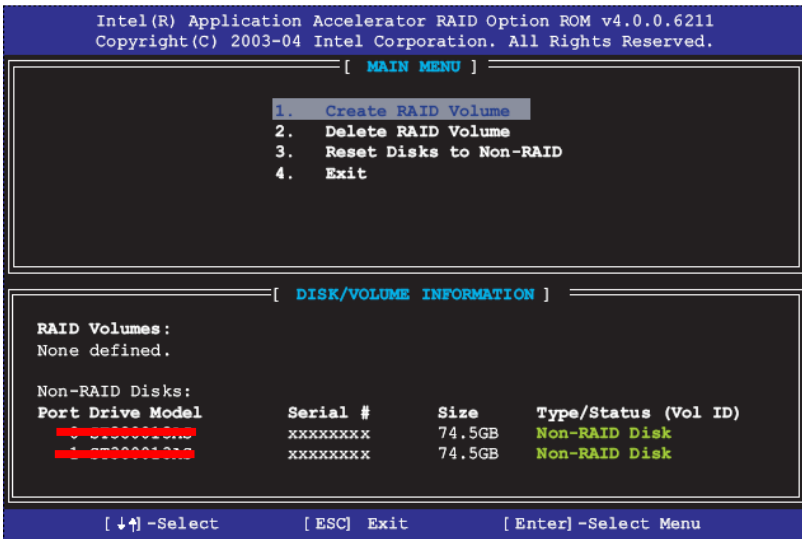 Intel(R) Application Accelerator RAID Option ROM v4.0.0.6211
Copyright(C) 2003-04 Intel Corporation. All Rights Reserved.
[ MAIN MENU ]
1. Create RAID Volume
2. Delete RAID Volume
3. Reset Disks to Non-RAID
4. Exit
[ DISK/VOLUME INFORMATION ]
RAID Volumes:
None defined.
Non-RAID Disks:
Port Drive Model Serial # Size Type/Status (Vol ID)
xxxxxxxx 74.5GB Non-RAID Disk
xxxxxxxx 74.5GB Non-RAID Disk
[↓↑]-Select [ESC] Exit [Enter]-Select Menu